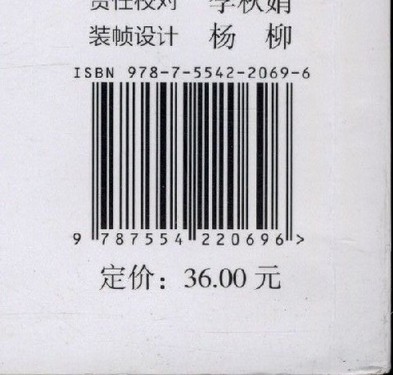 责任校对 李秋娟
装帧设计 杨 柳
ISBN 978-7-5542-2069-6
9 787554 220696 >
定价：36.00 元